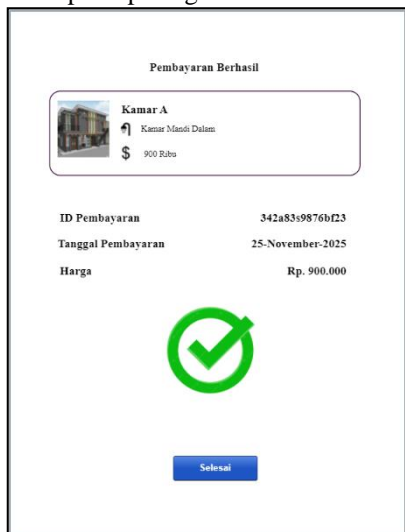 Pembayaran Berhasil
Kamar A
Kamar Mandi Dalam
$ 900 Ribu
ID Pembayaran 342a83s9876bf23
Tanggal Pembayaran 25-November-2025
Harga Rp. 900.000
Selesai